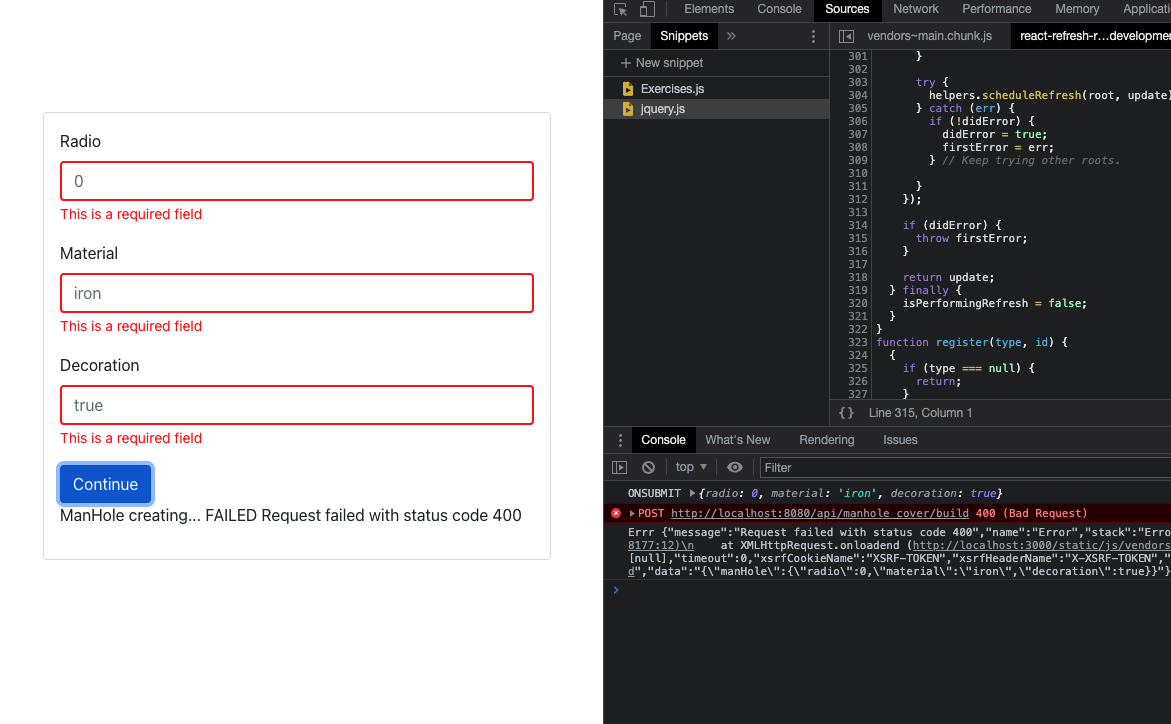 Radio
0
This is a required field
Material
iron
This is a required field
Decoration
true
This is a required field
Continue
ManHole creating... FAILED Request failed with status code 400
Elements Console Sources Network Performance Memory Applicati
Page Snippets »
vendors~main.chunk.js react-refresh-r...developmen
+ New snippet
Exercises.js
jquery.js
301 }
302
303 try {
304 helpers.scheduleRefresh(root, update)
305 } catch (err) {
306 if (!didError) {
307 didError = true;
308 firstError = err;
309 } // Keep trying other roots.
310
311 }
312 });
313
314 if (didError) {
315 throw firstError;
316 }
317
318 return update;
319 } finally {
320 isPerformingRefresh = false;
321 }
322 }
323 function register(type, id) {
324 {
325 if (type === null) {
326 return;
327 }
{} Line 315, Column 1
Console What's New Rendering Issues
top ▼ Filter
ONSUBMIT ▶{radio: 0, material: 'iron', decoration: true}
▶POST http://localhost:8080/api/manhole_cover/build 400 (Bad Request)
Errr {"message":"Request failed with status code 400","name":"Error","stack":"Erro
8177:12)\n at XMLHttpRequest.onloadend (http://localhost:3000/static/js/vendors
[null],"timeout":0,"xsrfCookieName":"XSRF-TOKEN","xsrfHeaderName":"X-XSRF-TOKEN","
d","data":"{\"manHole\":{\"radio\":0,\"material\":\"iron\",\"decoration\":true}}"}
>